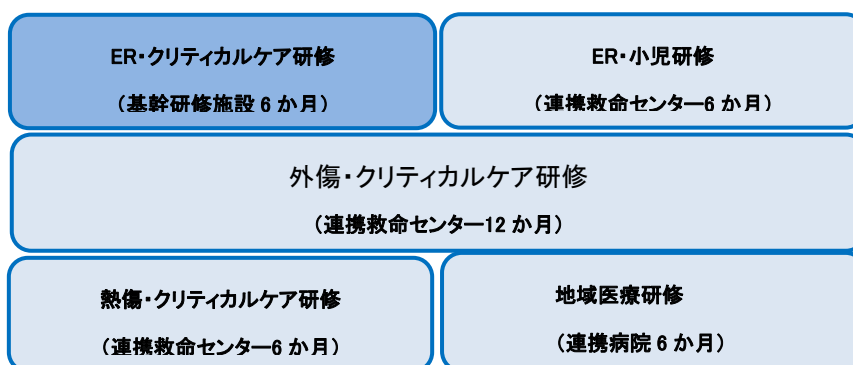 ER・クリティカルケア研修
（基幹研修施設 6 か月）
ER・小児研修
（連携救命センター6 か月）
外傷・クリティカルケア研修
（連携救命センター12 か月）
熱傷・クリティカルケア研修
（連携救命センター6 か月）
地域医療研修
（連携病院 6 か月）